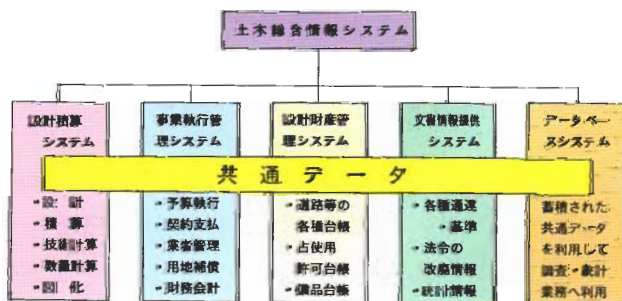 土木総合情報システム
設計積算
システム
事業執行管
理システム
設計財産管
理システム
文書情報提供
システム
データベー
スシステム
共通データ
・設計
・積算
・技術計算
・数量計算
・図化
・予算執行
・契約支払
・業者管理
・用地補償
・財務会計
・道路等の
各種台帳
・占使用
許可台帳
・備品台帳
・各種通達
・基準
・法令の
改廃情報
・統計情報
蓄積された
共通データ
を利用して
調査・統計
業務へ利用